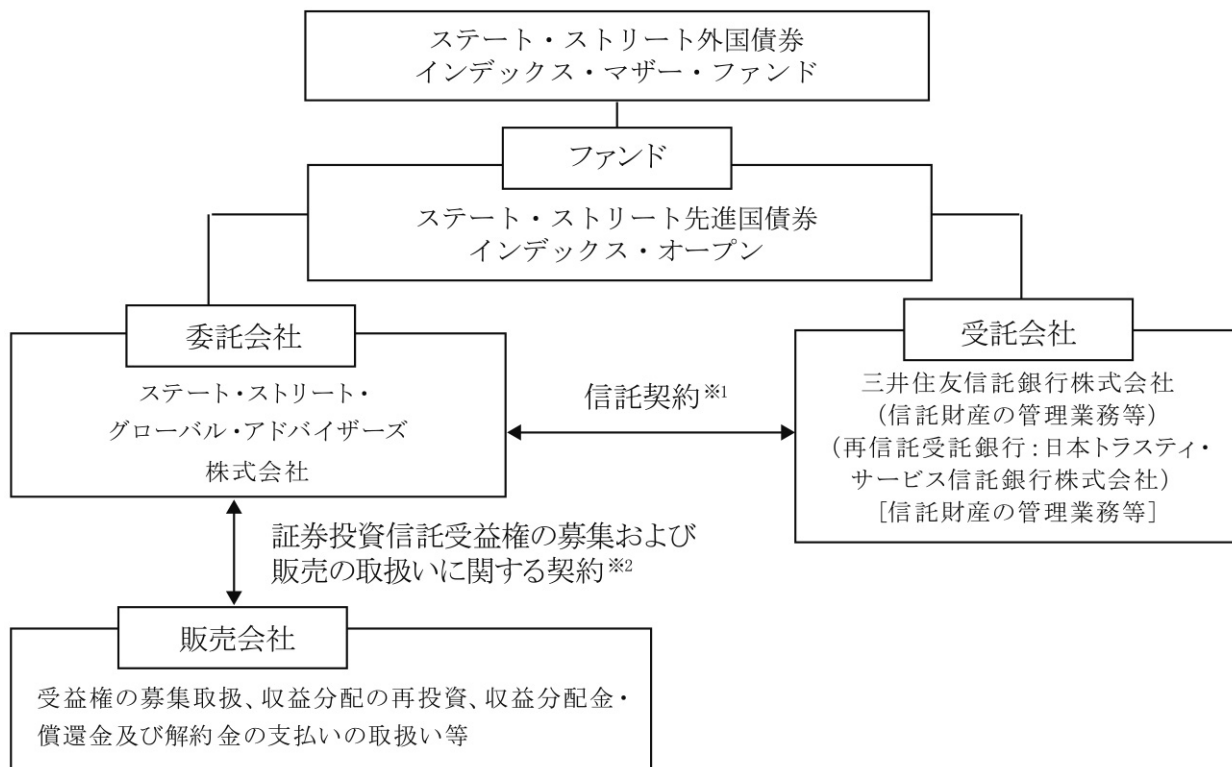 ステート・ストリート外国債券
インデックス・マザー・ファンド
ファンド
ステート・ストリート先進国債券
インデックス・オープン
委託会社
ステート・ストリート・
グローバル・アドバイザーズ
株式会社
信託契約※1
受託会社
三井住友信託銀行株式会社
(信託財産の管理業務等)
(再信託受託銀行:日本トラスティ・
サービス信託銀行株式会社)
[信託財産の管理業務等]
証券投資信託受益権の募集および
販売の取扱いに関する契約※2
販売会社
受益権の募集取扱、収益分配の再投資、収益分配金・
償還金及び解約金の支払いの取扱い等